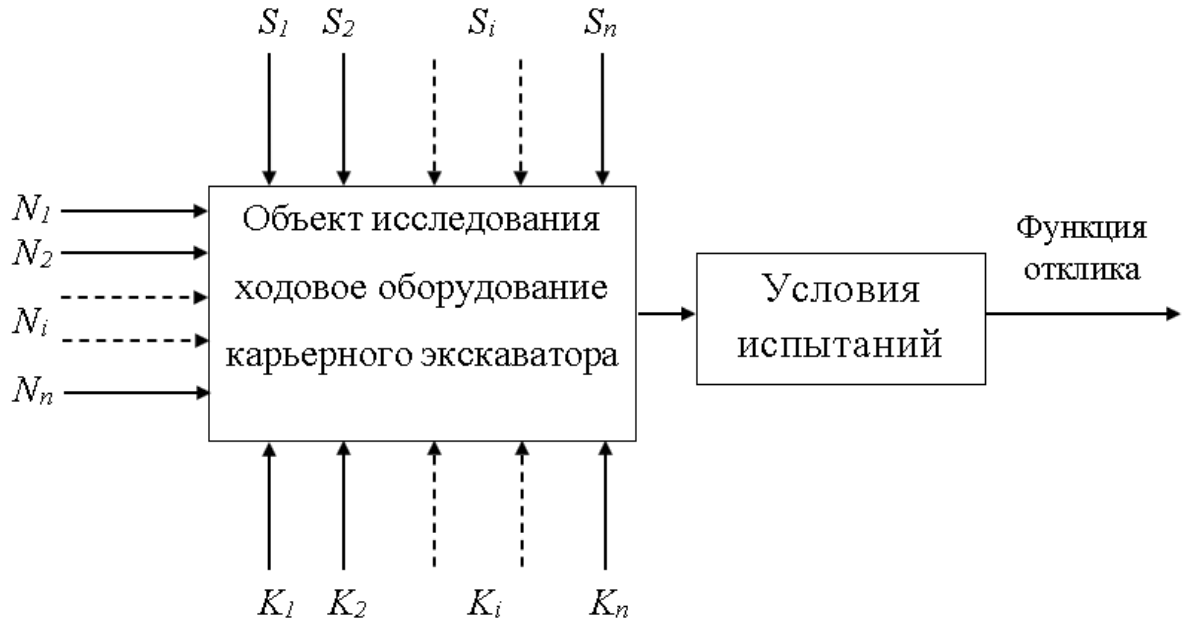 S1 S2 Si Sn
N1
N2
Ni
Nn
Объект исследования
ходовое оборудование
карьерного экскаватора
Условия
испытаний
Функция
отклика
K1 K2 Ki Kn